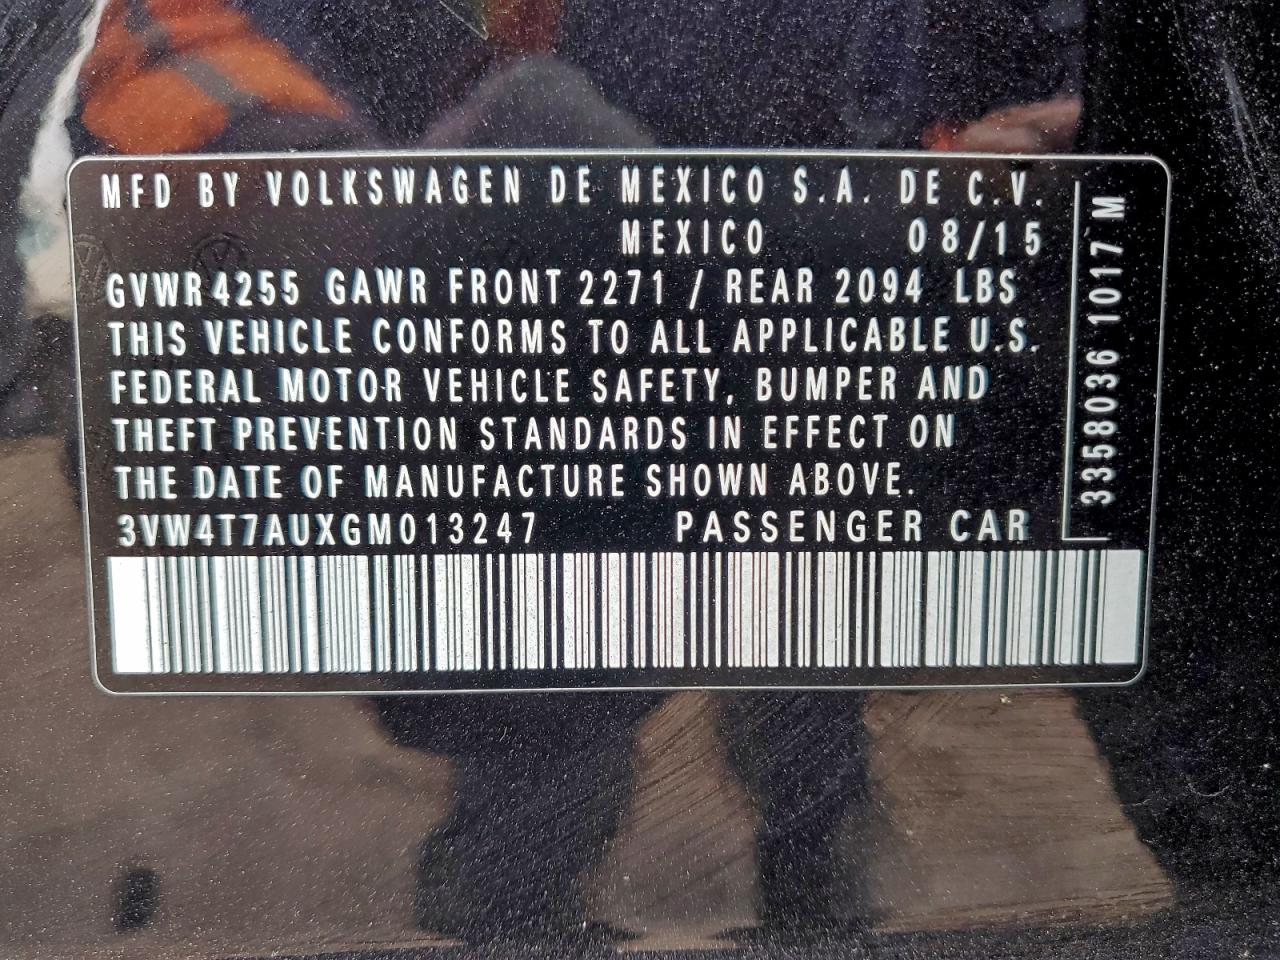 MFD BY VOLKSWAGEN DE MEXICO S.A. DE C.V.
MEXICO 08/15
GVWR 4255 GAWR FRONT 2271 / REAR 2094 LBS
THIS VEHICLE CONFORMS TO ALL APPLICABLE U.S.
FEDERAL MOTOR VEHICLE SAFETY, BUMPER AND
THEFT PREVENTION STANDARDS IN EFFECT ON
THE DATE OF MANUFACTURE SHOWN ABOVE.
3VW4T7AUXGM013247 PASSENGER CAR
3358036 1017 M